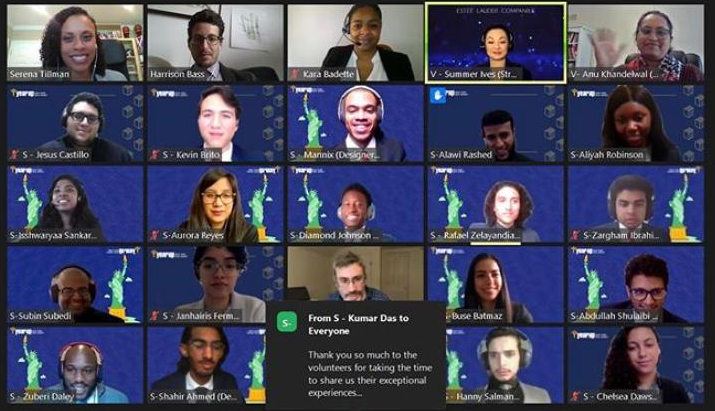 ESTĒE LAUDER COMPANIES
Serena Tillman
Harrison Bass
Kara Badette
V - Summer Ives (Str...
V- Anu Khandelwal (...
S - Jesus Castillo
S - Kevin Brito
S - Mannix (Designer...
S-Alawi Rashed
S-Aliyah Robinson
S-Isshwaryaa Sankar...
S-Aurora Reyes
S-Diamond Johnson ...
S - Rafael Zelayandia...
S-Zargham Ibrahi...
S-Subin Subedi
S - Janhairis Ferm...
S-Buse Batmaz
S-Abdullah Shulaibi ...
S-
From S - Kumar Das to
Everyone
Thank you so much to the
volunteers for taking the time
to share us their exceptional
experiences...
S - Zuberi Daley
S-Shahir Ahmed (De...
- Hanny Salman...
S - Chelsea Daws...